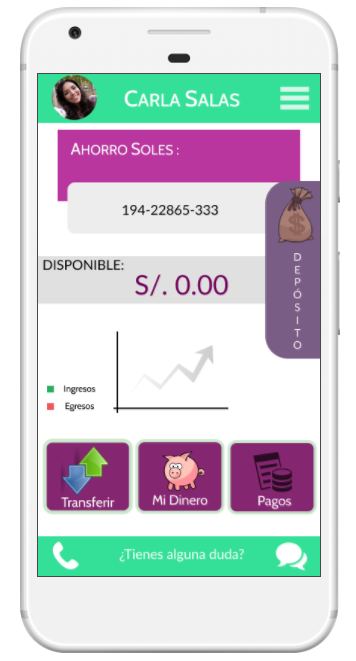 CARLA SALAS
AHORRO SOLES :
194-22865-333
$
DEPÓSITO
DISPONIBLE:
S/. 0.00
Ingresos
Egresos
Transferir
Mi Dinero
Pagos
¿Tienes alguna duda?